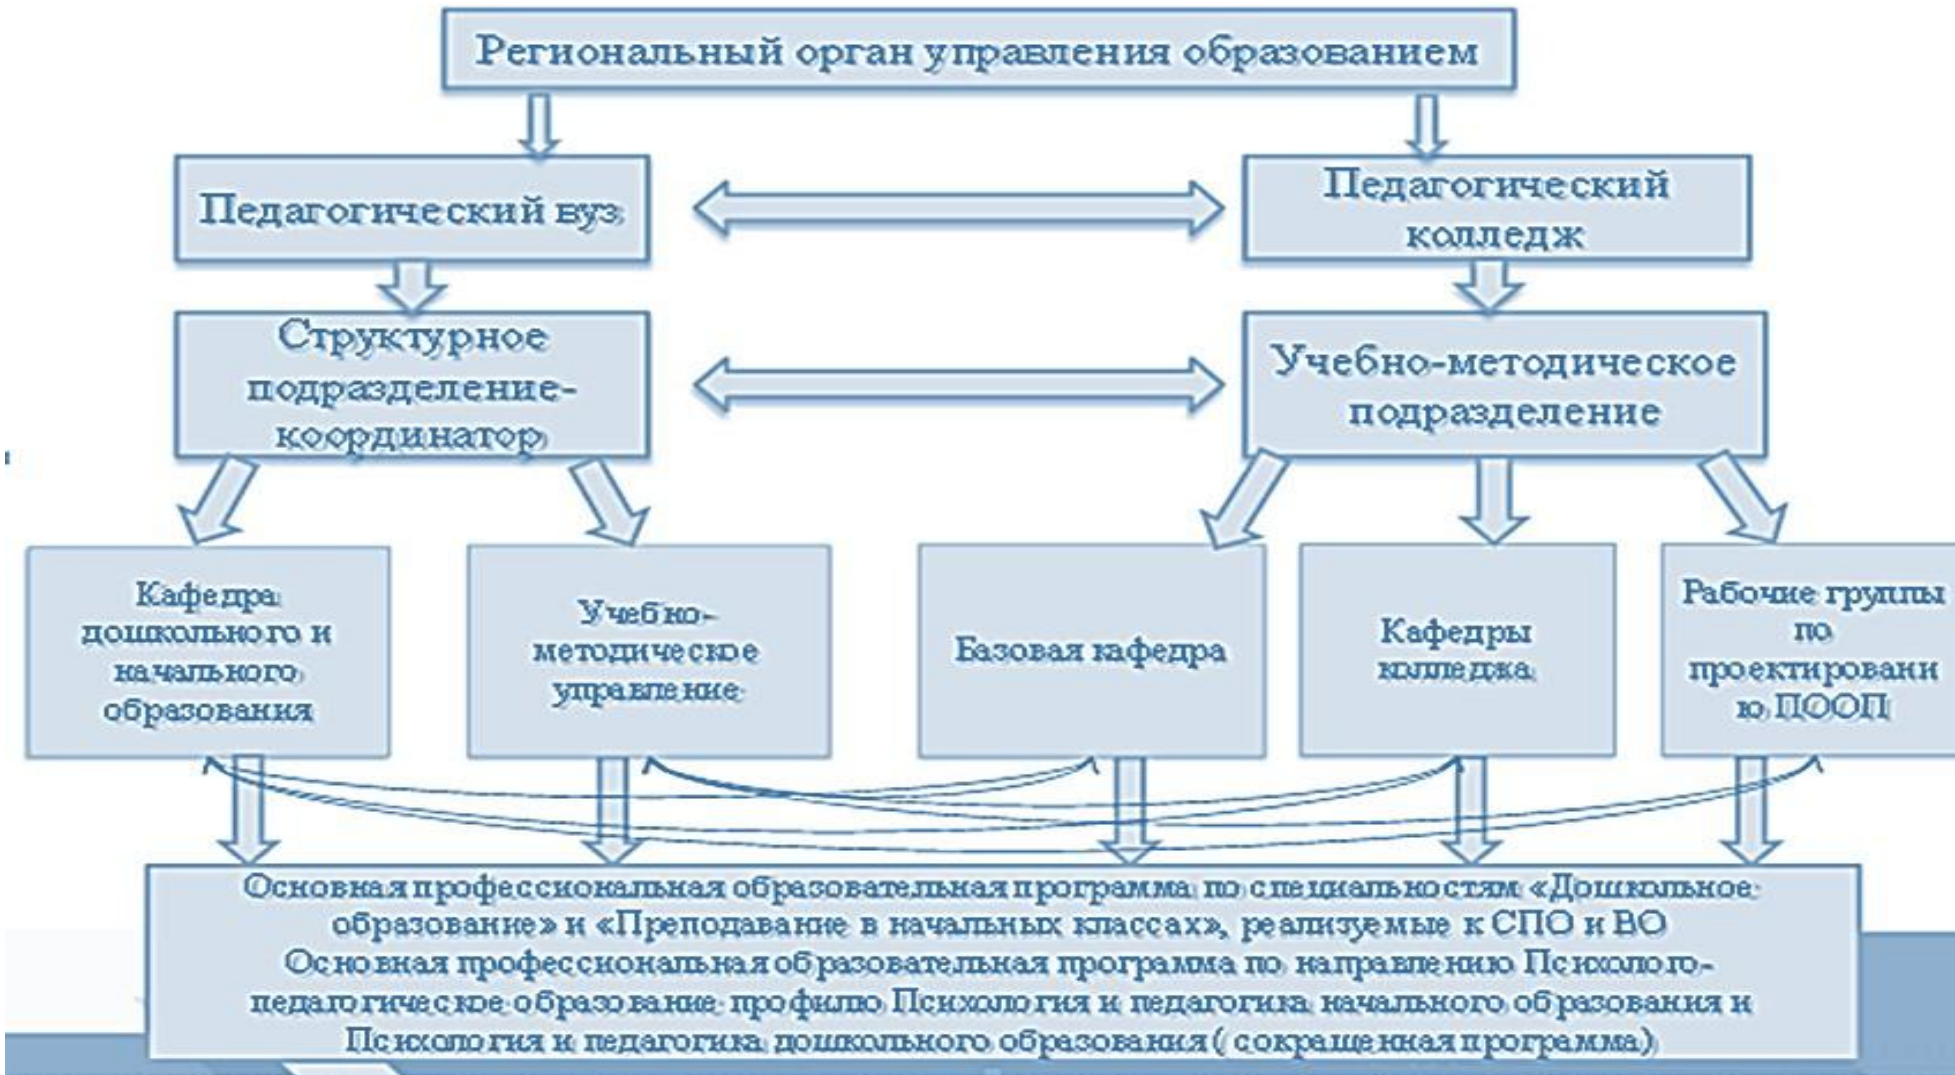 Региональный орган управления образованием
Педагогический вуз
Педагогический
колледж
Структурное
подразделение-
координатор
Учебно-методическое
подразделение
Кафедра
дошкольного и
начального
образования
Учебно-
методическое
управление
Базовая кафедра
Кафедры
колледжа
Рабочие группы
по
проектировани
ю ПООП
Основная профессиональная образовательная программа по специальностям «Дошкольное
образование» и «Преподавание в начальных классах», реализуемые к СПО и ВО
Основная профессиональная образовательная программа по направлению Психолого-
педагогическое образование профилю Психология и педагогика начального образования и
Психология и педагогика дошкольного образования ( сокращенная программа)